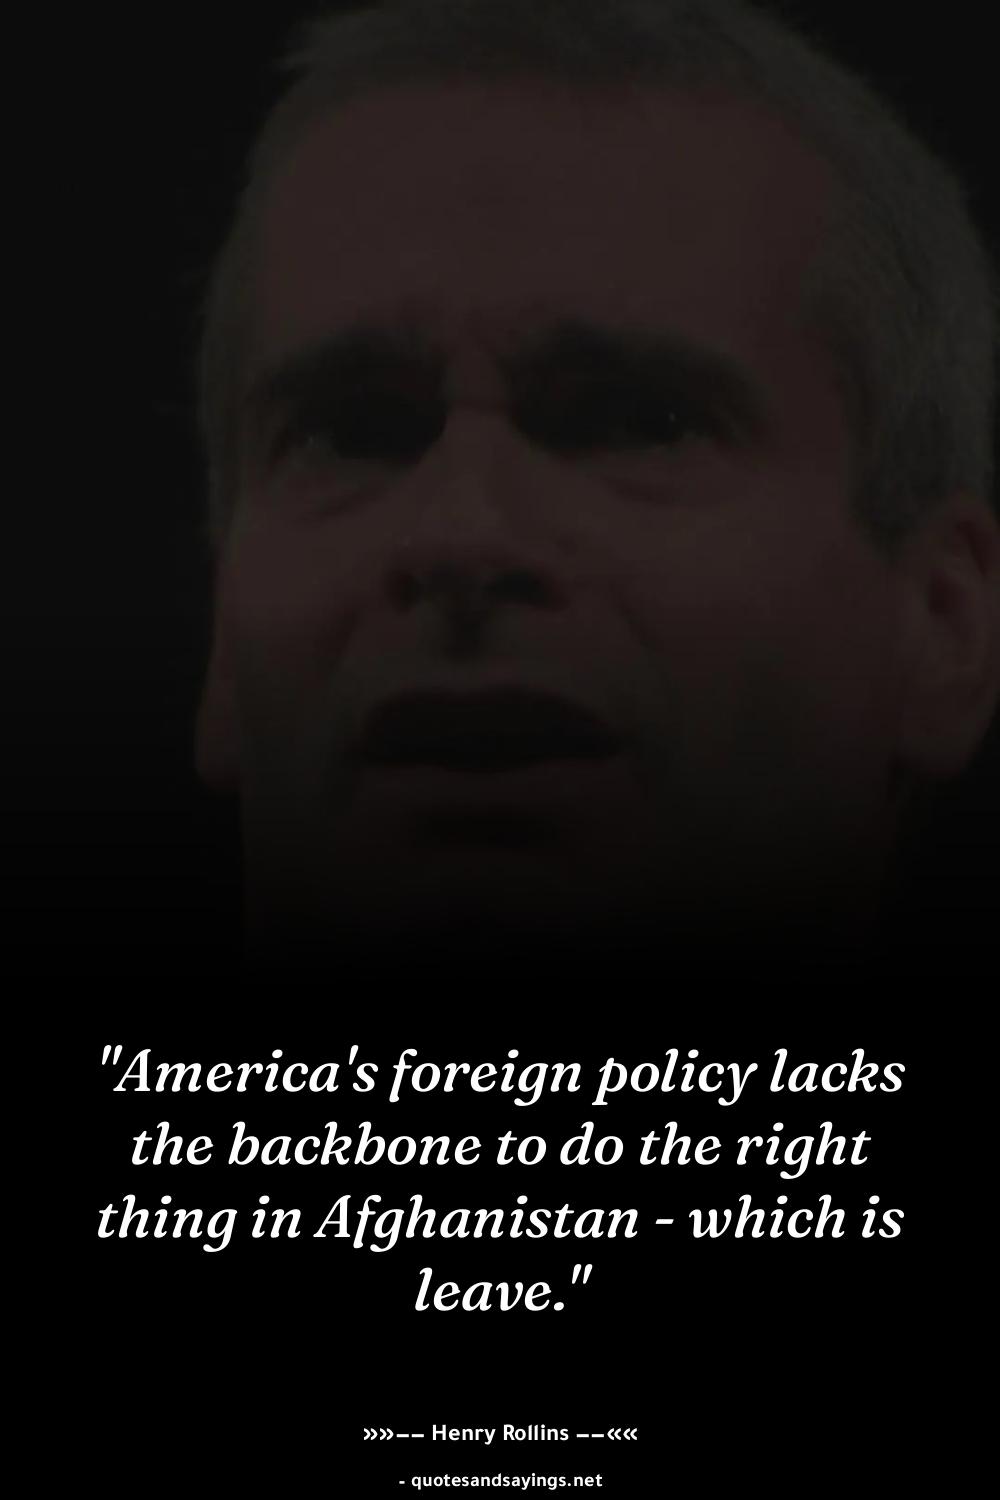 "America's foreign policy lacks
the backbone to do the right
thing in Afghanistan - which is
leave."
»»–– Henry Rollins ––««
- quotesandsayings.net